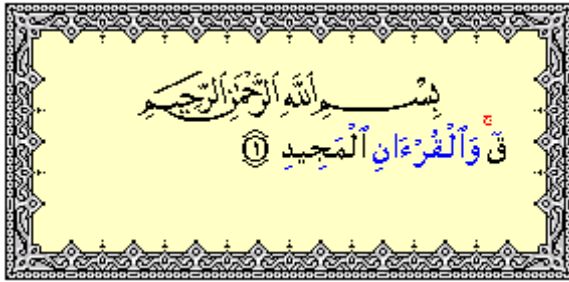 بِسْمِ ٱللَّهِ ٱلرَّحْمَٰنِ ٱلرَّحِيمِ
قٓ ۚ وَٱلْقُرْءَانِ ٱلْمَجِيدِ ١